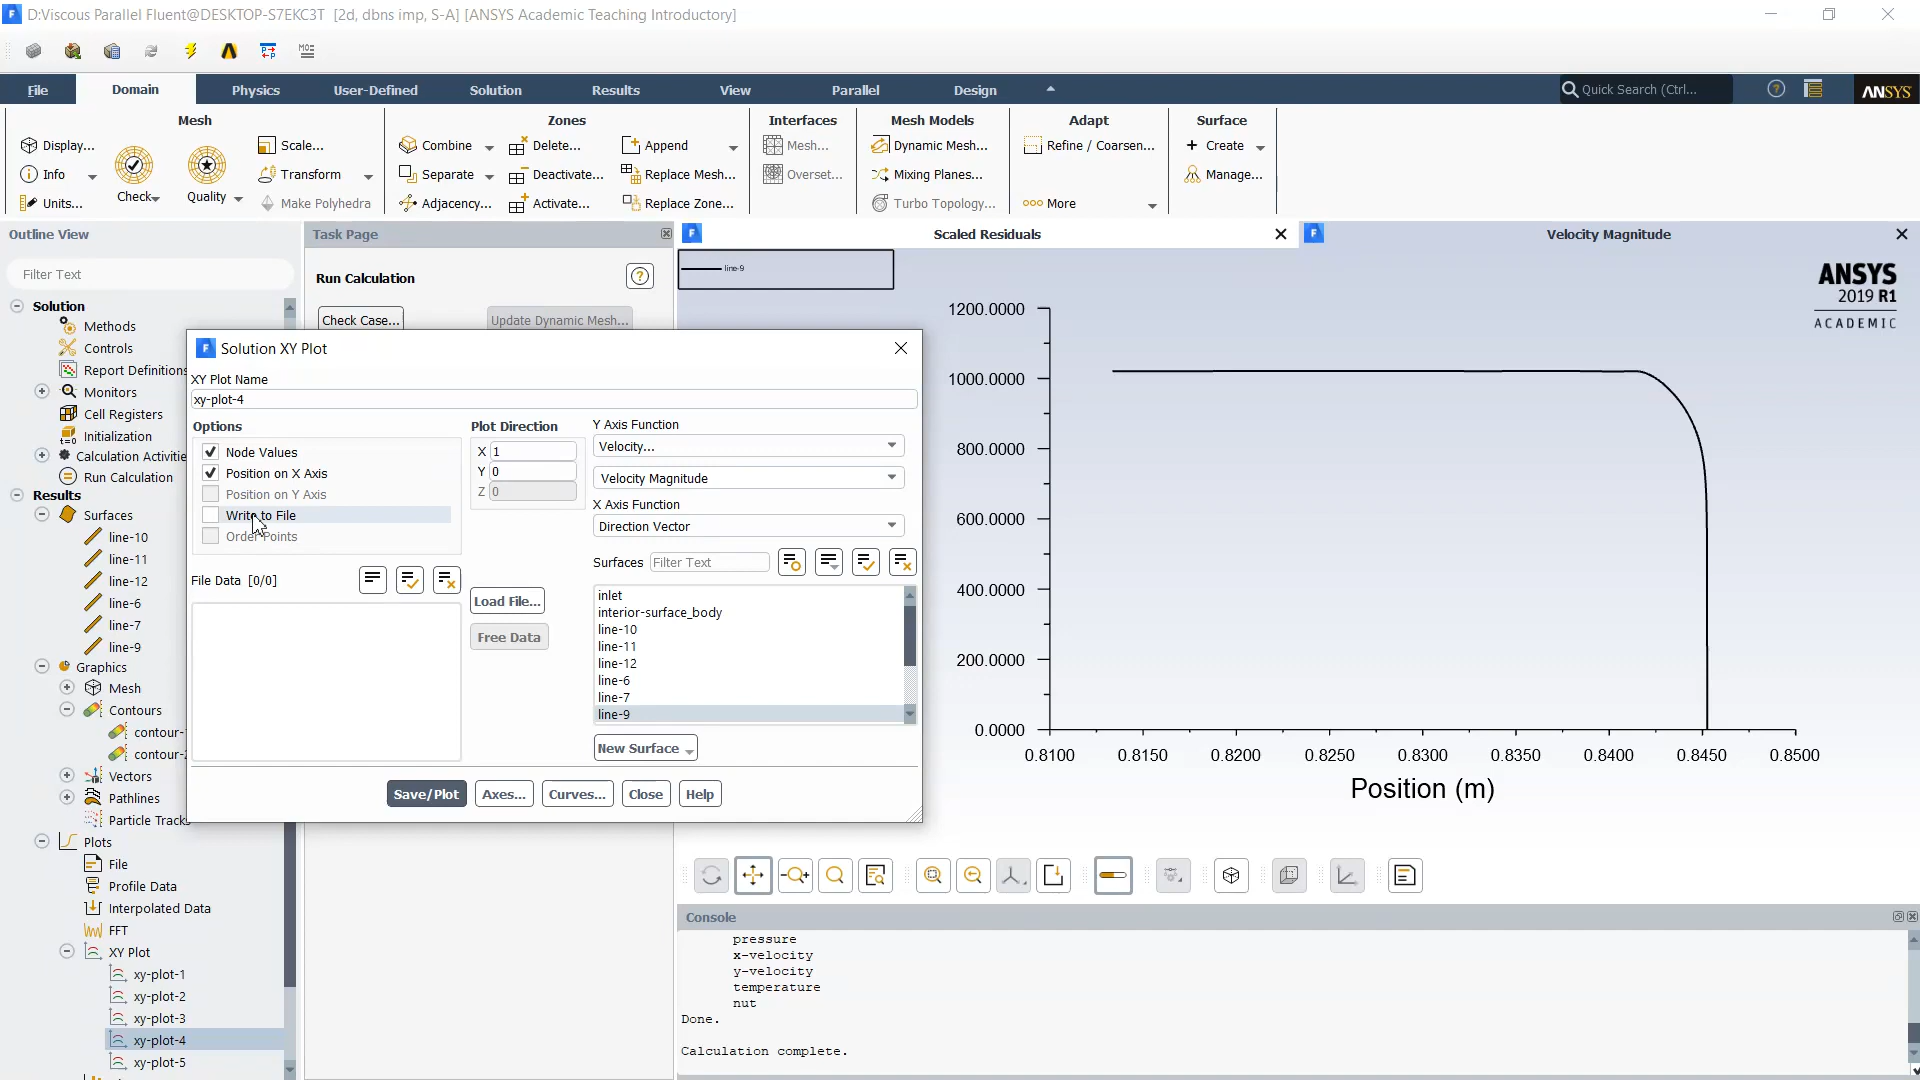 D:Viscous Parallel Fluent@DESKTOP-S7EKC3T [2d, dbns imp, S-A] [ANSYS Academic Teaching Introductory]
File Domain Physics User-Defined Solution Results View Parallel Design Quick Search (Ctrl... ANSYS
Mesh Zones Interfaces Mesh Models Adapt Surface
Display... Scale... Combine Delete... Append Mesh... Dynamic Mesh... Refine / Coarsen... Create
Info Check Transform Quality Separate Deactivate... Replace Mesh... Overset... Mixing Planes... Manage...
Units... Make Polyhedra Adjacency... Activate... Replace Zone... Turbo Topology... More
Outline View
Filter Text
Solution
Methods
Controls
Report Definitions
Monitors
Cell Registers
Initialization
Calculation Activitie
Run Calculation
Results
Surfaces
line-10
line-11
line-12
line-6
line-7
line-9
Graphics
Mesh
Contours
contour-
contour-
Vectors
Pathlines
Particle Tracks
Plots
File
Profile Data
Interpolated Data
FFT
XY Plot
xy-plot-1
xy-plot-2
xy-plot-3
xy-plot-4
xy-plot-5
Task Page
Run Calculation
Check Case... Update Dynamic Mesh...
Solution XY Plot
XY Plot Name
xy-plot-4
Options
Node Values
Position on X Axis
Position on Y Axis
Write to File
Order Points
File Data [0/0]
Plot Direction
X 1
Y 0
Z 0
Load File...
Free Data
Y Axis Function
Velocity...
Velocity Magnitude
X Axis Function
Direction Vector
Surfaces Filter Text
inlet
interior-surface_body
line-10
line-11
line-12
line-6
line-7
line-9
New Surface
Save/Plot Axes... Curves... Close Help
Scaled Residuals
Velocity Magnitude
line-9
ANSYS
2019 R1
ACADEMIC
1200.0000
1000.0000
800.0000
600.0000
400.0000
200.0000
0.0000
0.8100 0.8150 0.8200 0.8250 0.8300 0.8350 0.8400 0.8450 0.8500
Position (m)
Console
pressure
x-velocity
y-velocity
temperature
nut
Done.
Calculation complete.